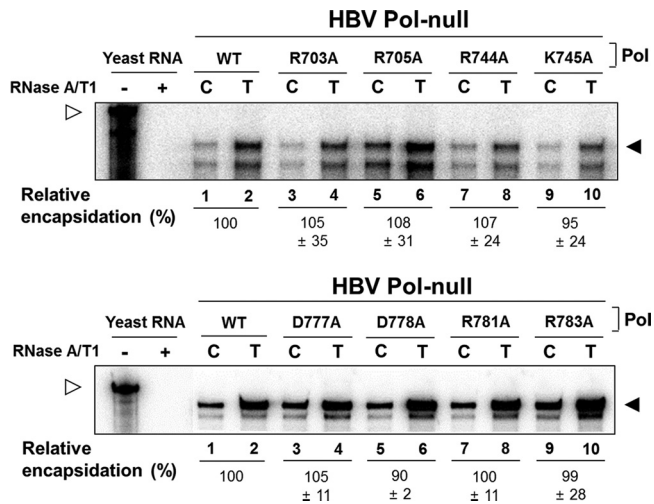 HBV Pol-null
Yeast RNA WT R703A R705A R744A K745A Pol
RNase A/T1 - + C T C T C T C T C T
Relative 1 2 3 4 5 6 7 8 9 10
encapsidation (%) 100 105 108 107 95
± 35 ± 31 ± 24 ± 24
HBV Pol-null
Yeast RNA WT D777A D778A R781A R783A Pol
RNase A/T1 - + C T C T C T C T C T
Relative 1 2 3 4 5 6 7 8 9 10
encapsidation (%) 100 105 90 100 99
± 11 ± 2 ± 11 ± 28